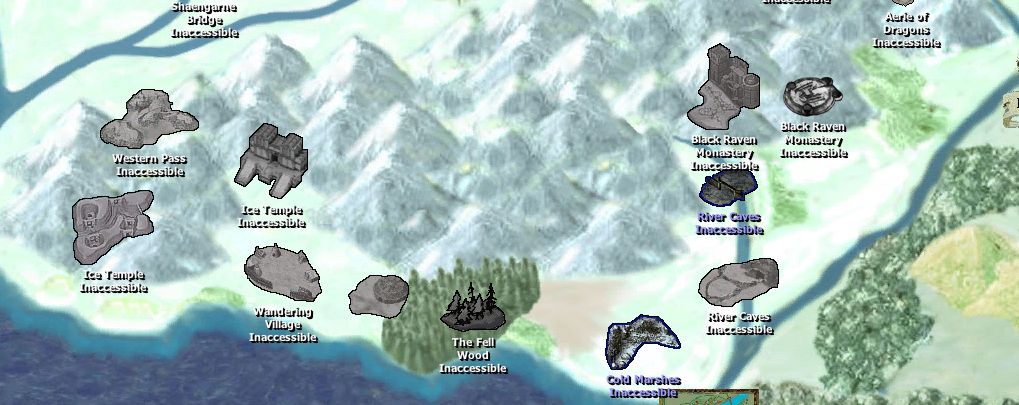 Shaengarne
Bridge
Inaccessible
Inaccessible
Aerie of
Dragons
Inaccessible
Western Pass
Inaccessible
Black Raven
Monastery
Inaccessible
Black Raven
Monastery
Inaccessible
Ice Temple
Inaccessible
River Caves
Inaccessible
Ice Temple
Inaccessible
Wandering
Village
Inaccessible
River Caves
Inaccessible
The Fell
Wood
Inaccessible
Cold Marshes
Inaccessible